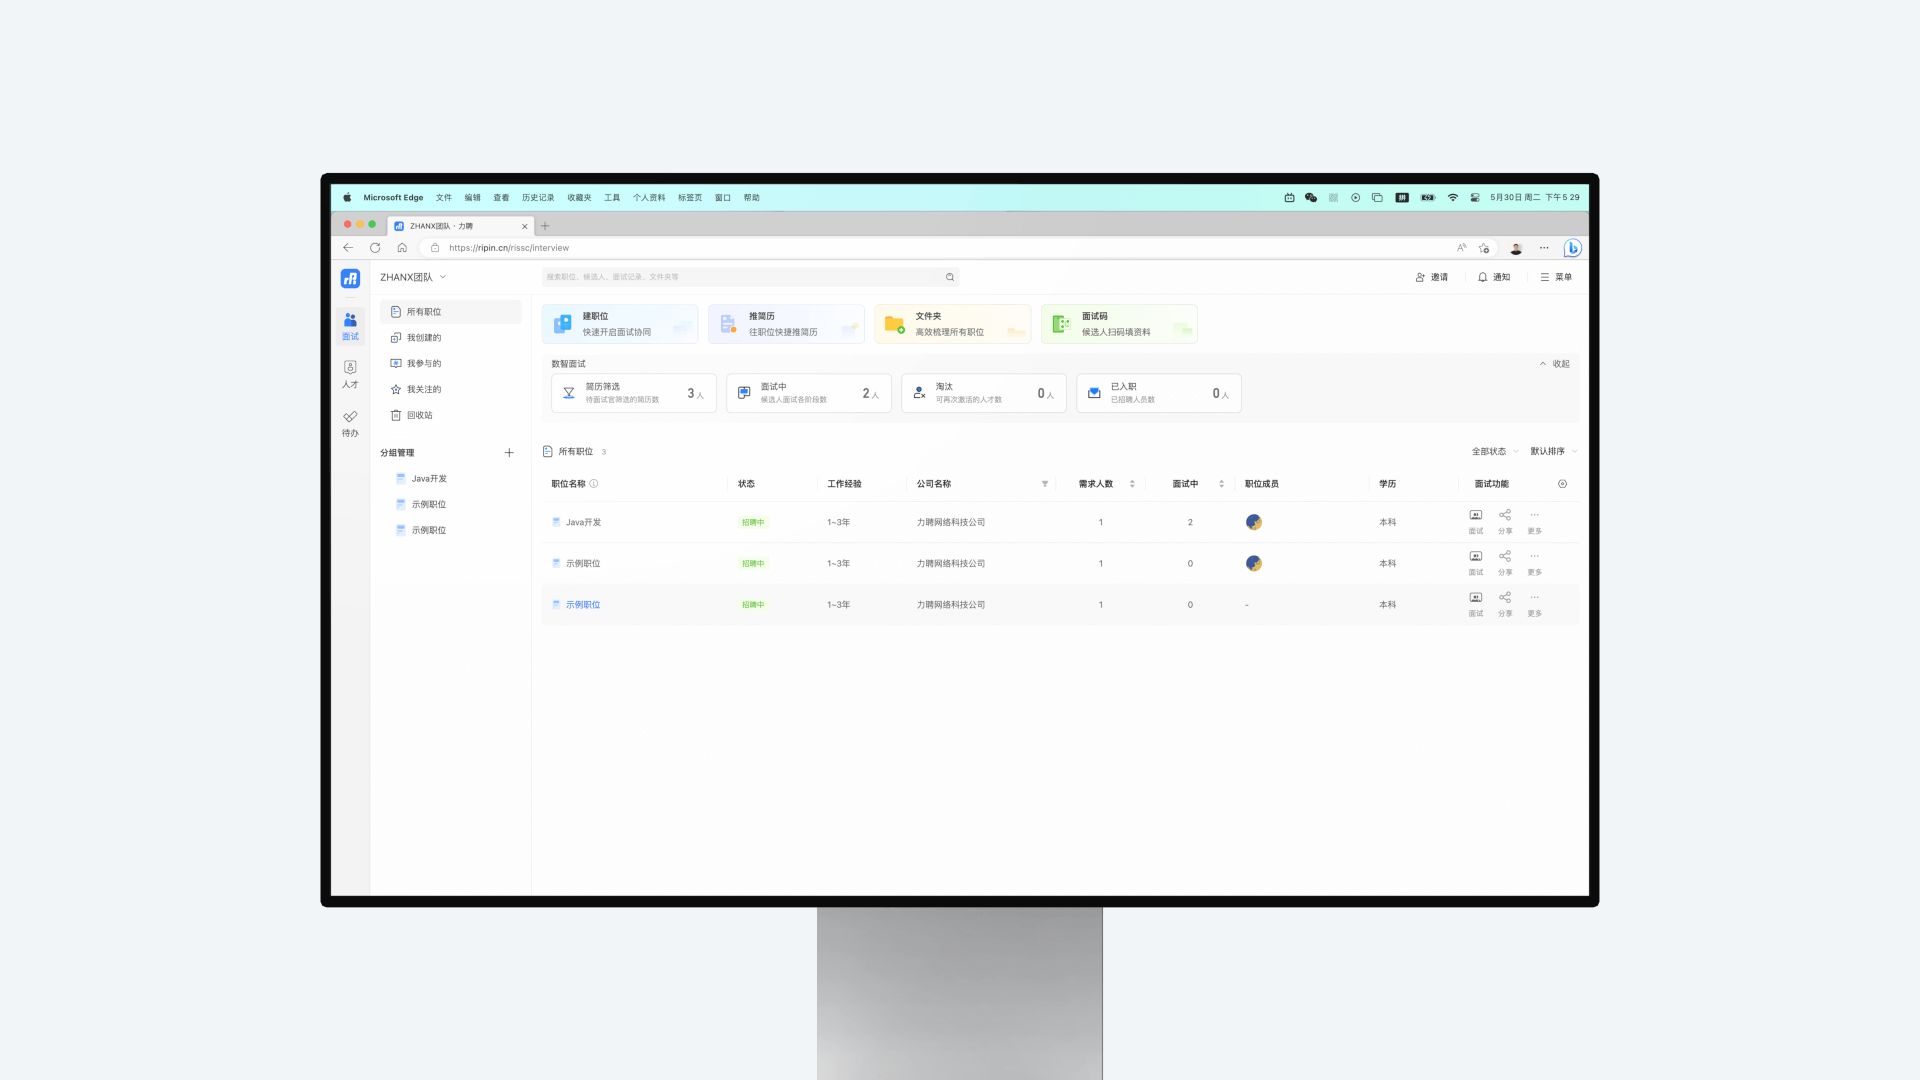 Microsoft Edge 文件 编辑 查看 历史记录 收藏夹 工具 个人资料 标签页 窗口 帮助
拼 42 5月30日 周二 下午5 29
ZHANX团队 · 力聘
https://ripin.cn/rissc/interview
ZHANX团队
搜索职位、候选人、面试记录、文件夹等
邀请 通知 菜单
面试
人才
待办
所有职位
我创建的
我参与的
我关注的
回收站
分组管理
Java开发
示例职位
示例职位
建职位
快速开启面试协同
推简历
往职位快捷推简历
文件夹
高效梳理所有职位
面试码
候选人扫码填资料
数智面试 收起
简历筛选
待面试官筛选的简历数
3人
面试中
候选人面试各阶段数
2人
淘汰
可再次激活的人才数
0人
已入职
已招聘人员数
0人
所有职位 3 全部状态 默认排序
职位名称 状态 工作经验 公司名称 需求人数 面试中 职位成员 学历 面试功能
Java开发 招聘中 1~3年 力聘网络科技公司 1 2 本科 面试 分享 更多
示例职位 招聘中 1~3年 力聘网络科技公司 1 0 本科 面试 分享 更多
示例职位 招聘中 1~3年 力聘网络科技公司 1 0 - 本科 面试 分享 更多